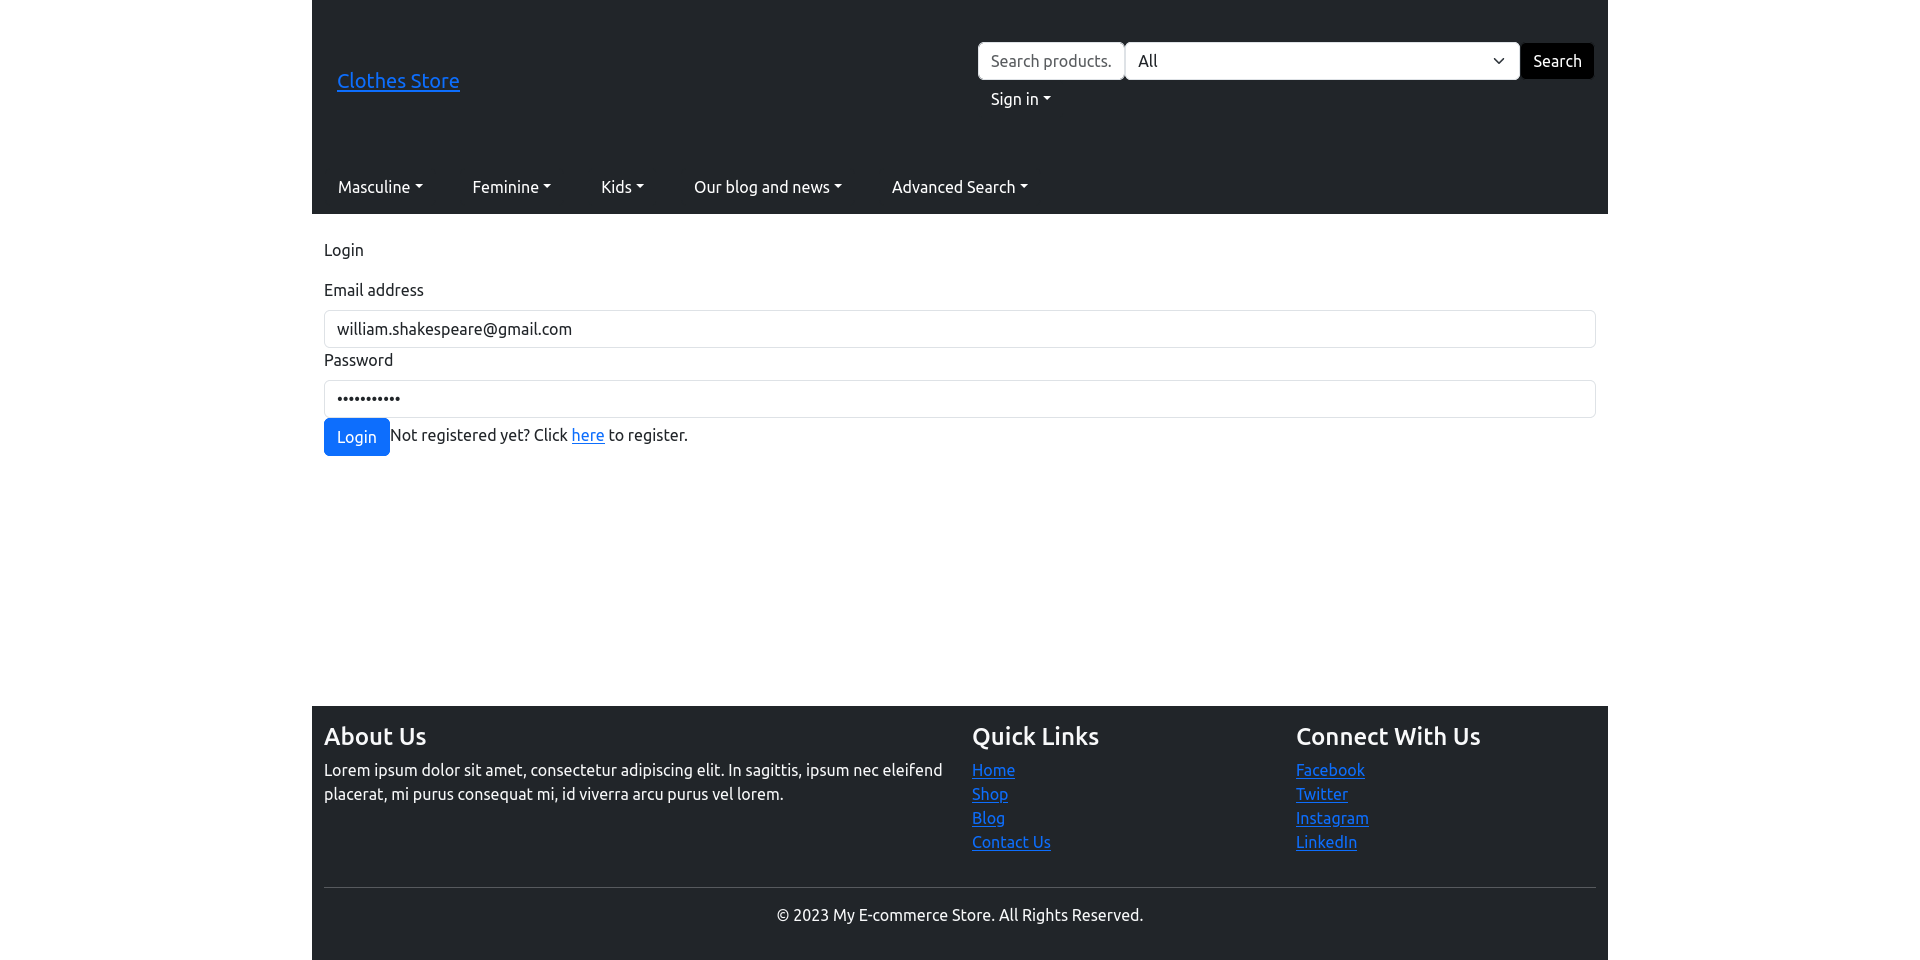 Clothes Store
Search products.
All
Search
Sign in
Masculine
Feminine
Kids
Our blog and news
Advanced Search
Login
Email address
william.shakespeare@gmail.com
Password
•••••••••••
Login
Not registered yet? Click here to register.
About Us
Lorem ipsum dolor sit amet, consectetur adipiscing elit. In sagittis, ipsum nec eleifend
placerat, mi purus consequat mi, id viverra arcu purus vel lorem.
Quick Links
Home
Shop
Blog
Contact Us
Connect With Us
Facebook
Twitter
Instagram
LinkedIn
© 2023 My E-commerce Store. All Rights Reserved.